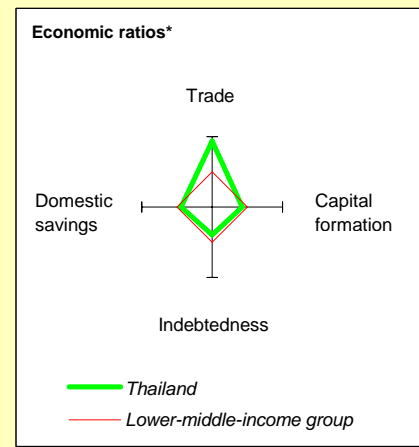 Economic ratios*
Trade
Domestic
savings
Capital
formation
Indebtedness
Thailand
Lower-middle-income group